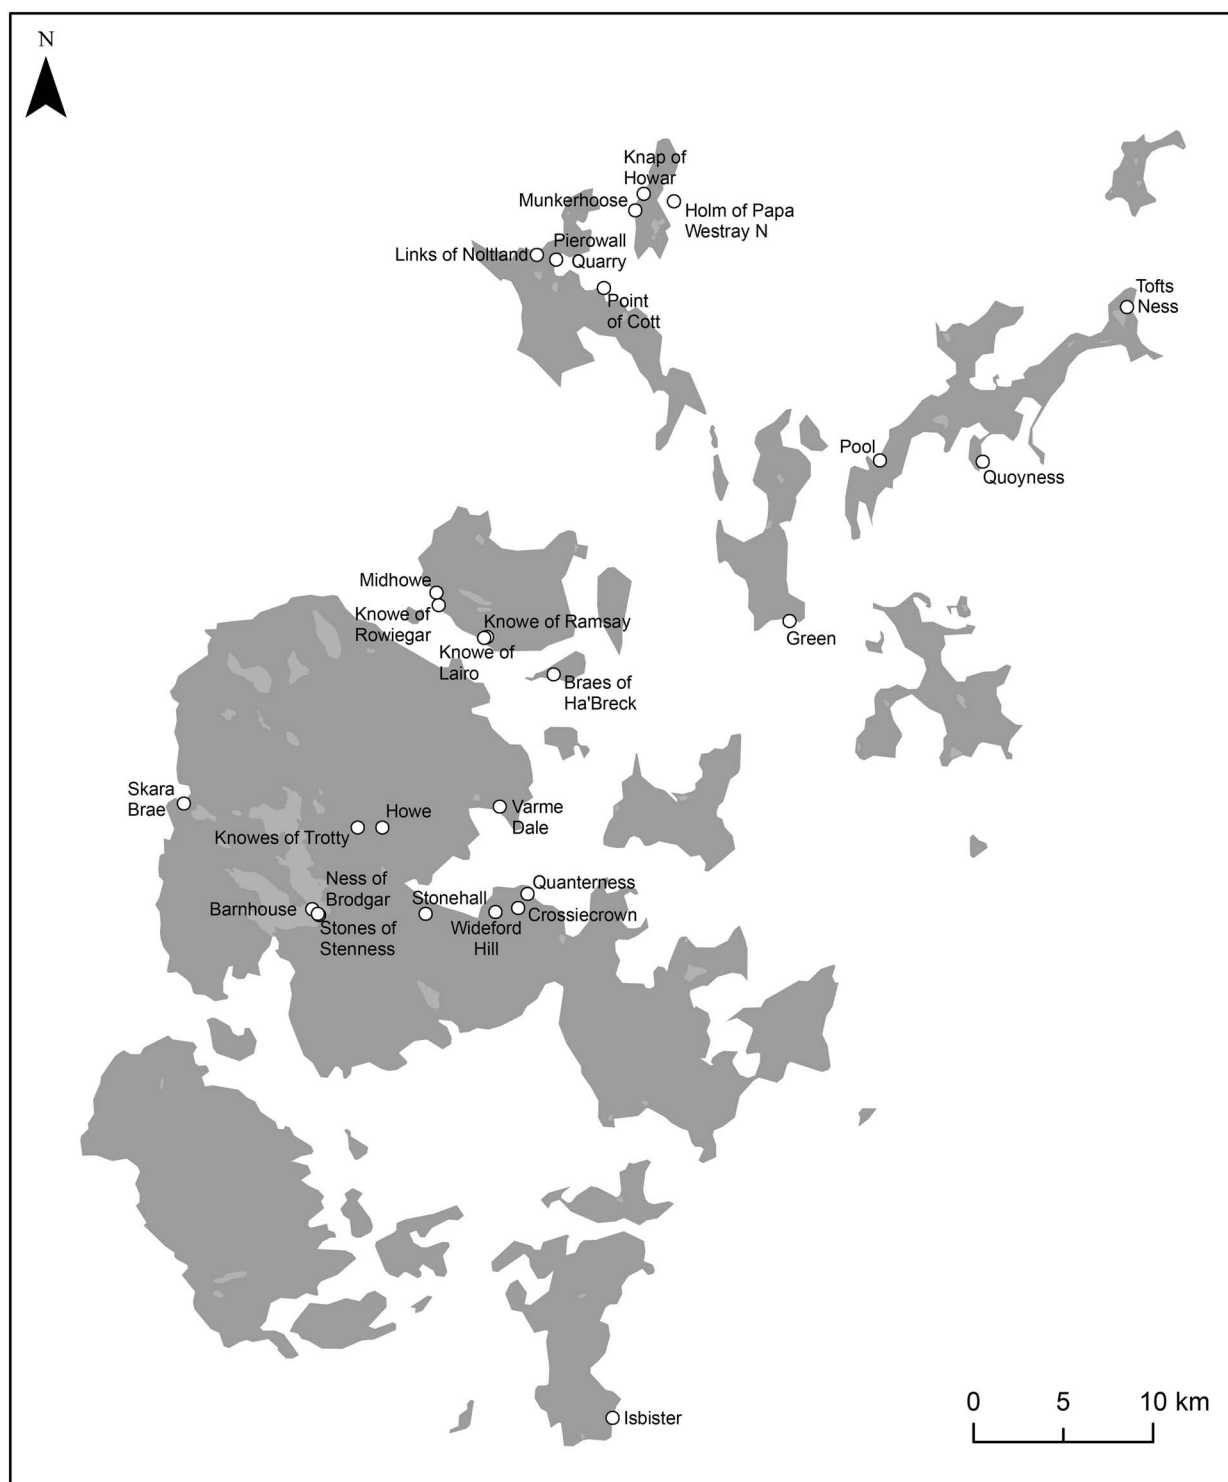 N
Knap of
Howar
Munkerhoose
Holm of Papa
Westray N
Pierowall
Quarry
Links of Noltland
Point
of Cott
Tofts
Ness
Pool
Quoyness
Midhowe
Knowe of
Rowiegar
Knowe of Ramsay
Knowe of
Lairo
Green
Braes of
Ha'Breck
Skara
Brae
Varme
Dale
Howe
Knowes of Trotty
Ness of
Brodgar
Quanterness
Stonehall
Barnhouse
Crossiecrown
Stones of
Stenness
Wideford
Hill
0 5 10 km
Isbister